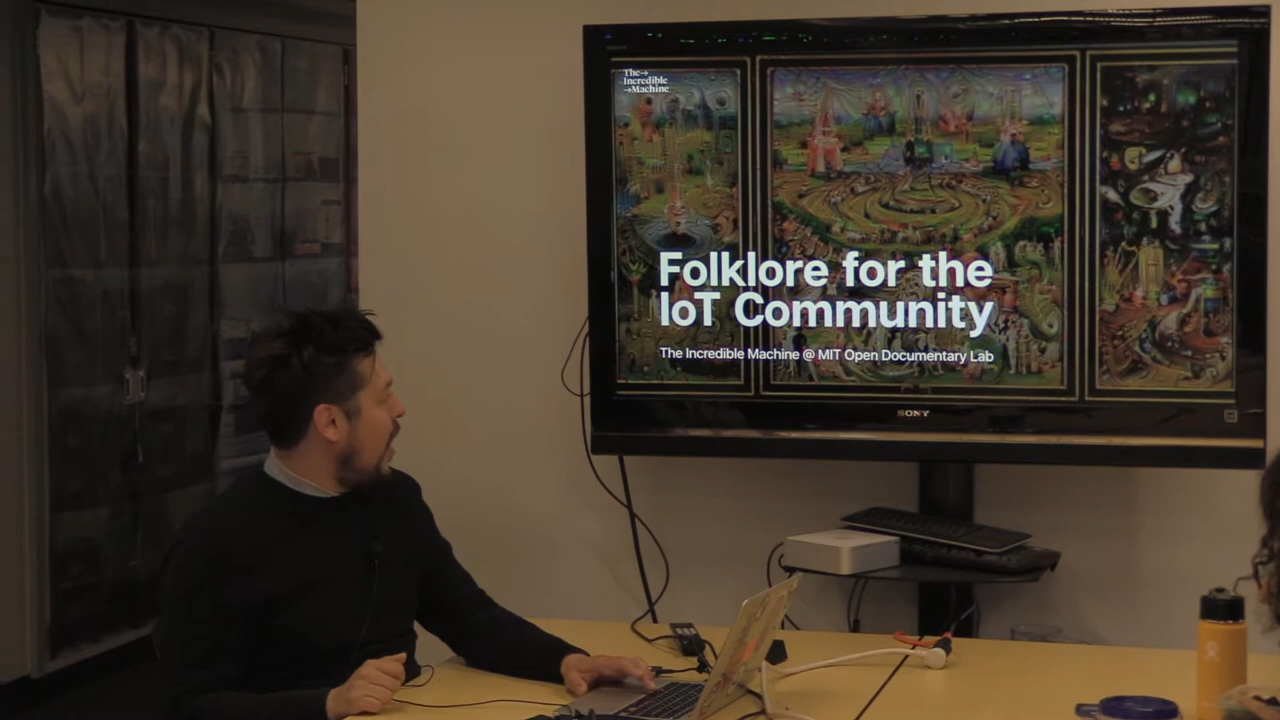 The→
Incredible
→Machine
Folklore for the
IoT Community
The Incredible Machine @ MIT Open Documentary Lab
SONY